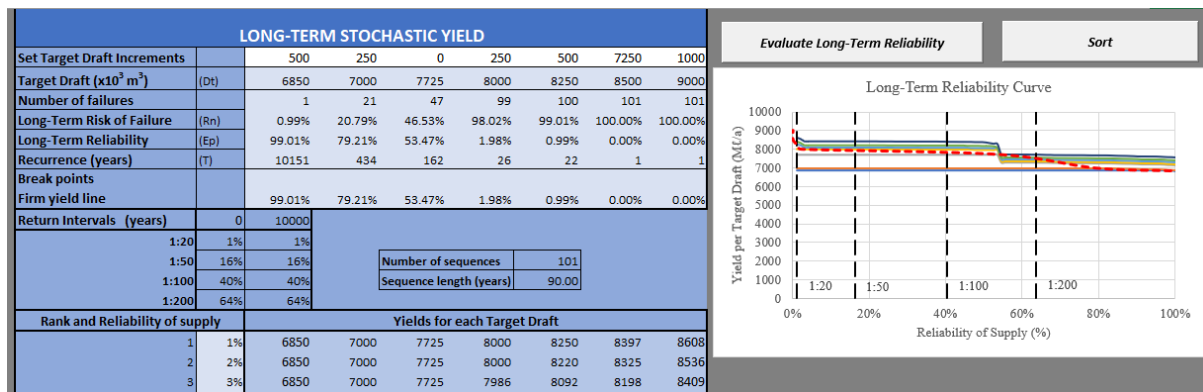 LONG-TERM STOCHASTIC YIELD
Set Target Draft Increments 500 250 0 250 500 7250 1000
Target Draft (x10³ m³) (Dt) 6850 7000 7725 8000 8250 8500 9000
Number of failures 1 21 47 99 100 101 101
Long-Term Risk of Failure (Rn) 0.99% 20.79% 46.53% 98.02% 99.01% 100.00% 100.00%
Long-Term Reliability (Ep) 99.01% 79.21% 53.47% 1.98% 0.99% 0.00% 0.00%
Recurrence (years) (T) 10151 434 162 26 22 1 1
Break points
Firm yield line 99.01% 79.21% 53.47% 1.98% 0.99% 0.00% 0.00%
Return Intervals (years) 0 10000
1:20 1% 1%
1:50 16% 16% Number of sequences 101
1:100 40% 40% Sequence length (years) 90.00
1:200 64% 64%
Rank and Reliability of supply Yields for each Target Draft
1 1% 6850 7000 7725 8000 8250 8397 8608
2 2% 6850 7000 7725 8000 8220 8325 8536
3 3% 6850 7000 7725 7986 8092 8198 8409
Evaluate Long-Term Reliability Sort
Long-Term Reliability Curve
Yield per Target Draft (Mℓ/a)
10000
9000
8000
7000
6000
5000
4000
3000
2000
1000
0
1:20 1:50 1:100 1:200
0% 20% 40% 60% 80% 100%
Reliability of Supply (%)